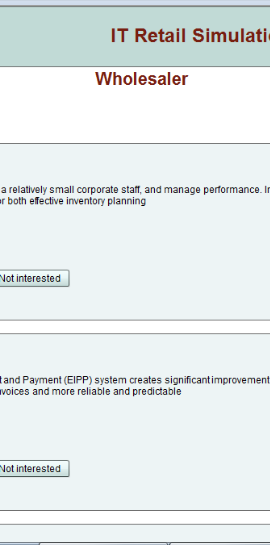 IT Retail Simulati
Wholesaler
a relatively small corporate staff, and manage performance. I
or both effective inventory planning
Not interested
t and Payment (EIPP) system creates significant improvement
nvoices and more reliable and predictable
Not interested